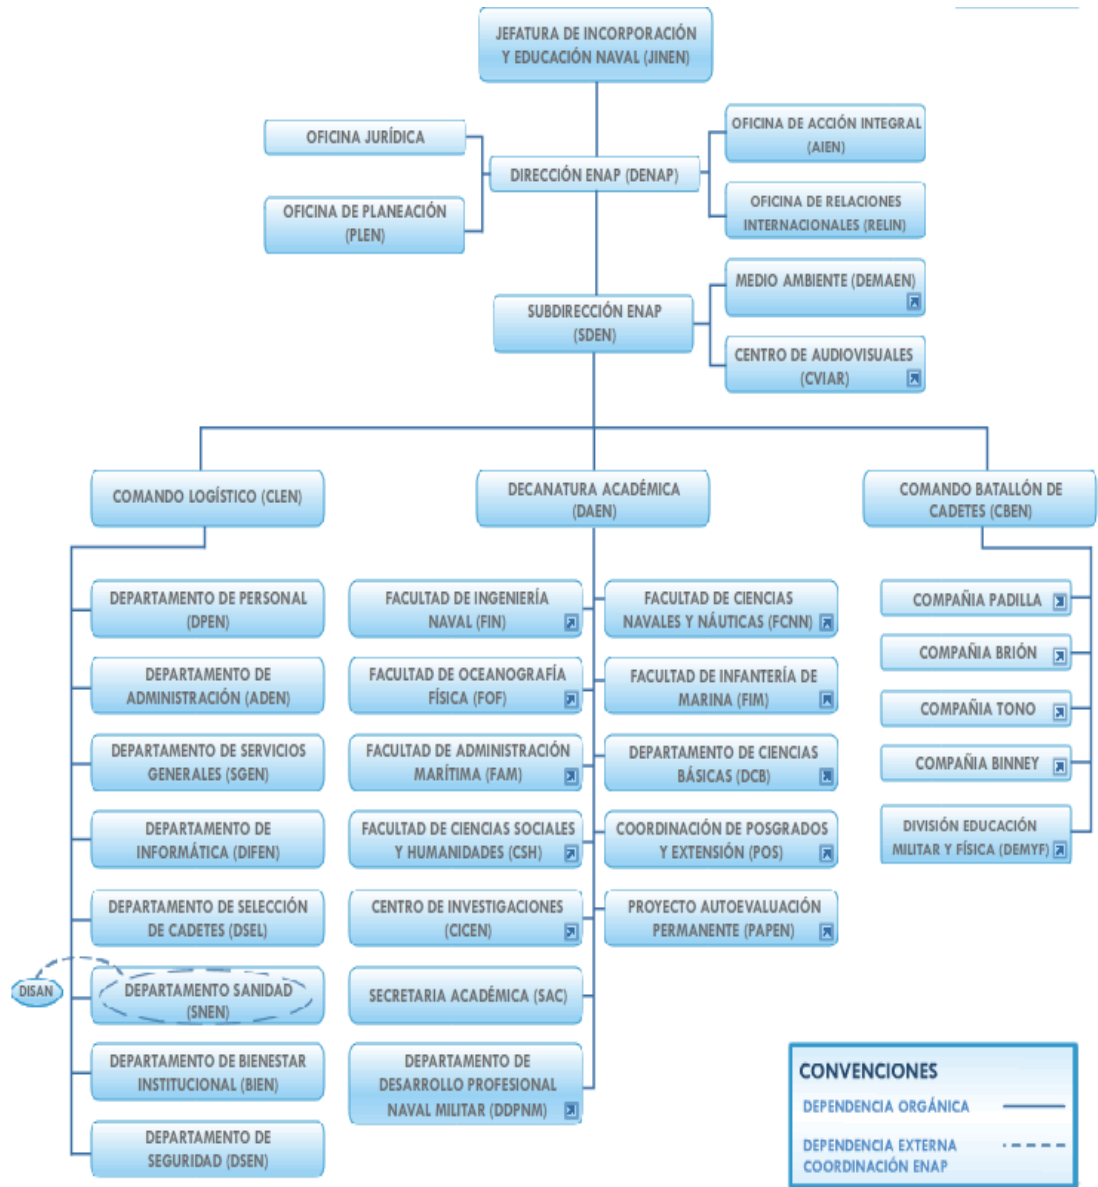 JEFATURA DE INCORPORACIÓN
Y EDUCACIÓN NAVAL (JINEN)
OFICINA JURÍDICA
OFICINA DE ACCIÓN INTEGRAL
(AIEN)
DIRECCIÓN ENAP (DENAP)
OFICINA DE PLANEACIÓN
(PLEN)
OFICINA DE RELACIONES
INTERNACIONALES (RELIN)
MEDIO AMBIENTE (DEMAEN)
SUBDIRECCIÓN ENAP
(SDEN)
CENTRO DE AUDIOVISUALES
(CVIAR)
COMANDO LOGÍSTICO (CLEN)
DECANATURA ACADÉMICA
(DAEN)
COMANDO BATALLÓN DE
CADETES (CBEN)
DEPARTAMENTO DE PERSONAL
(DPEN)
DEPARTAMENTO DE
ADMINISTRACIÓN (ADEN)
DEPARTAMENTO DE SERVICIOS
GENERALES (SGEN)
DEPARTAMENTO DE
INFORMÁTICA (DIFEN)
DEPARTAMENTO DE SELECCIÓN
DE CADETES (DSEL)
DISAN
DEPARTAMENTO SANIDAD
(SNEN)
DEPARTAMENTO DE BIENESTAR
INSTITUCIONAL (BIEN)
DEPARTAMENTO DE
SEGURIDAD (DSEN)
FACULTAD DE INGENIERÍA
NAVAL (FIN)
FACULTAD DE OCEANOGRAFÍA
FÍSICA (FOF)
FACULTAD DE ADMINISTRACIÓN
MARÍTIMA (FAM)
FACULTAD DE CIENCIAS SOCIALES
Y HUMANIDADES (CSH)
CENTRO DE INVESTIGACIONES
(CICEN)
SECRETARIA ACADÉMICA (SAC)
DEPARTAMENTO DE
DESARROLLO PROFESIONAL
NAVAL MILITAR (DDPNM)
FACULTAD DE CIENCIAS
NAVALES Y NÁUTICAS (FCNN)
FACULTAD DE INFANTERÍA DE
MARINA (FIM)
DEPARTAMENTO DE CIENCIAS
BÁSICAS (DCB)
COORDINACIÓN DE POSGRADOS
Y EXTENSIÓN (POS)
PROYECTO AUTOEVALUACIÓN
PERMANENTE (PAPEN)
COMPAÑIA PADILLA
COMPAÑIA BRIÓN
COMPAÑIA TONO
COMPAÑIA BINNEY
DIVISIÓN EDUCACIÓN
MILITAR Y FÍSICA (DEMYF)
CONVENCIONES
DEPENDENCIA ORGÁNICA
DEPENDENCIA EXTERNA
COORDINACIÓN ENAP